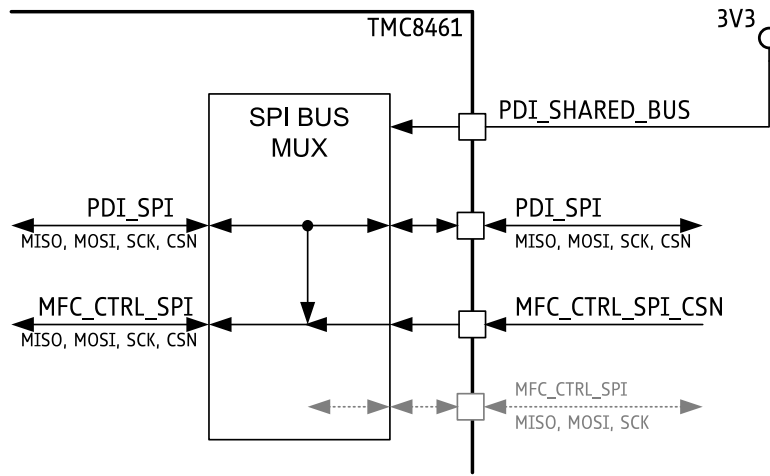 TMC8461
3V3
SPI BUS
MUX
PDI_SHARED_BUS
PDI_SPI
MISO, MOSI, SCK, CSN
PDI_SPI
MISO, MOSI, SCK, CSN
MFC_CTRL_SPI
MISO, MOSI, SCK, CSN
MFC_CTRL_SPI_CSN
MFC_CTRL_SPI
MISO, MOSI, SCK